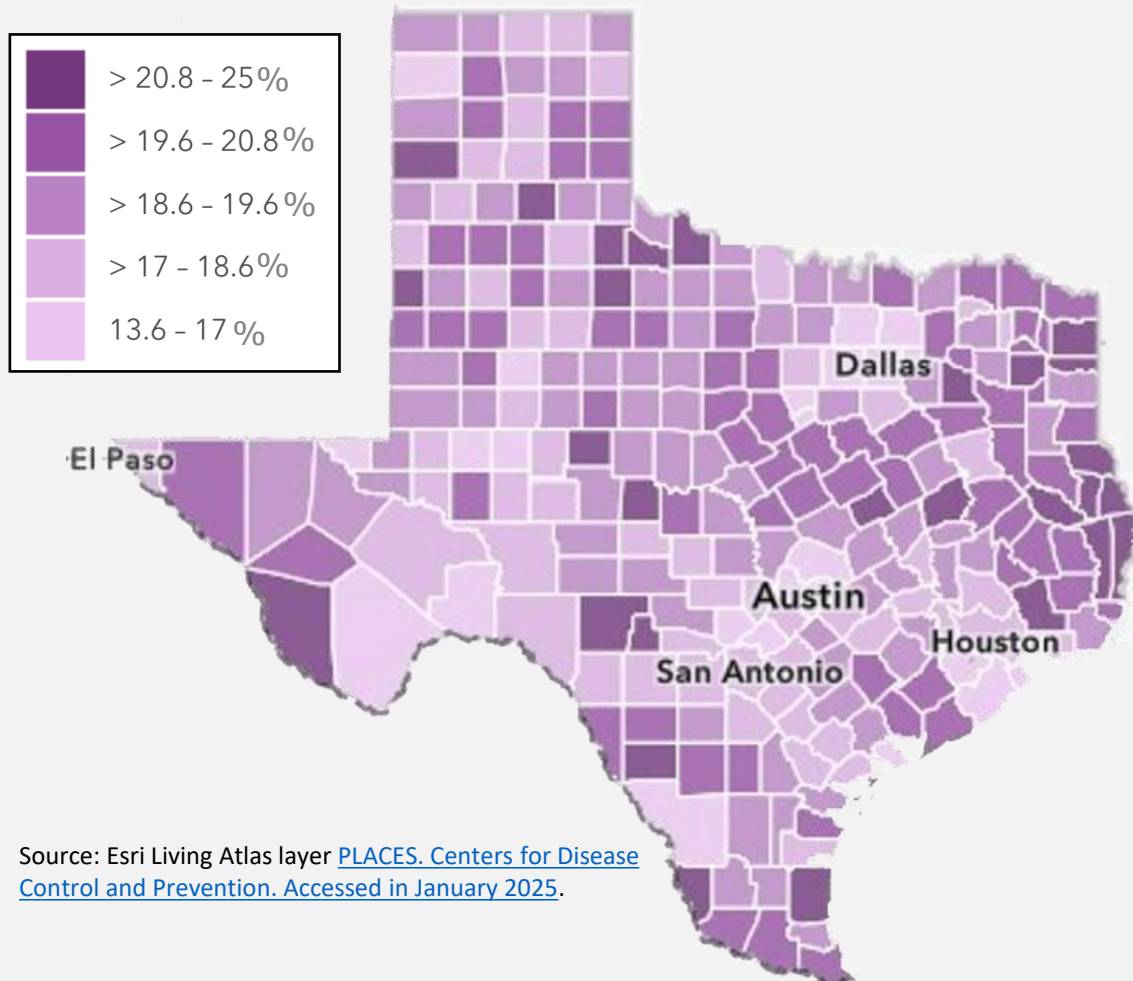 > 20.8 – 25%
> 19.6 – 20.8%
> 18.6 – 19.6%
> 17 – 18.6%
13.6 – 17 %
Dallas
El Paso
Austin
Houston
San Antonio
Source: Esri Living Atlas layer PLACES. Centers for Disease
Control and Prevention. Accessed in January 2025.